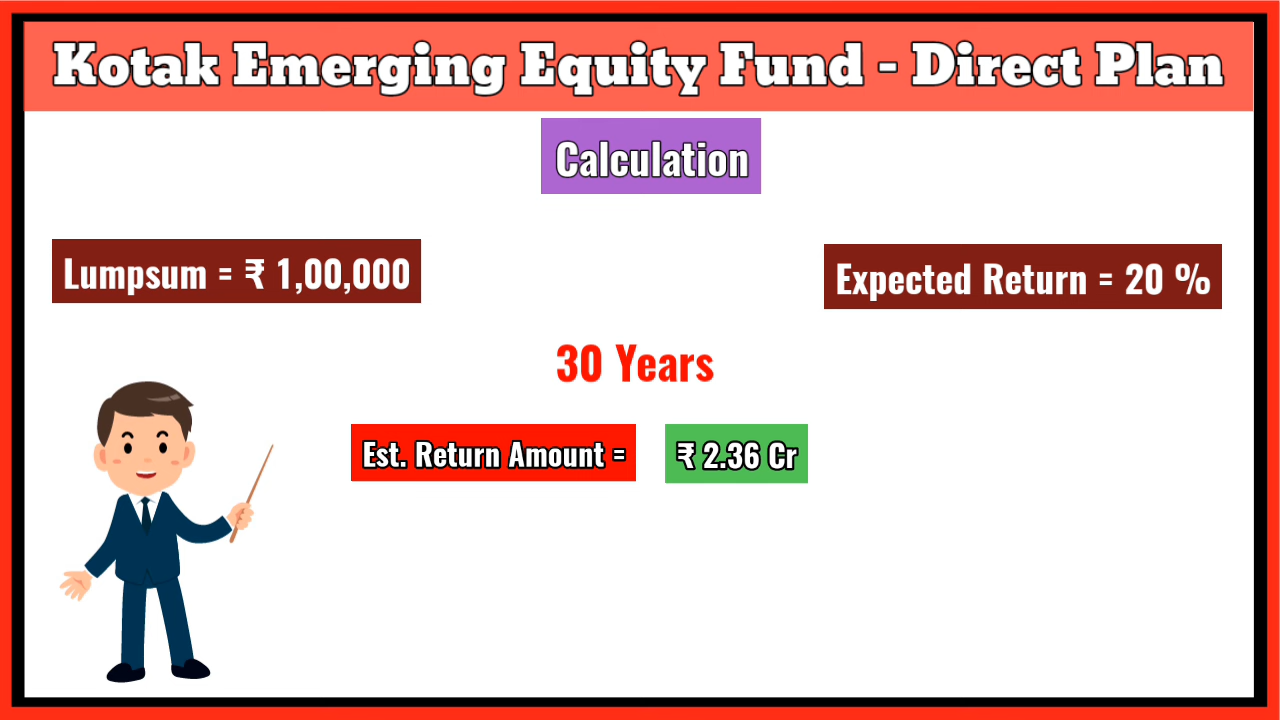 Kotak Emerging Equity Fund - Direct Plan
Calculation
Lumpsum = ₹ 1,00,000
Expected Return = 20 %
30 Years
Est. Return Amount =
₹ 2.36 Cr